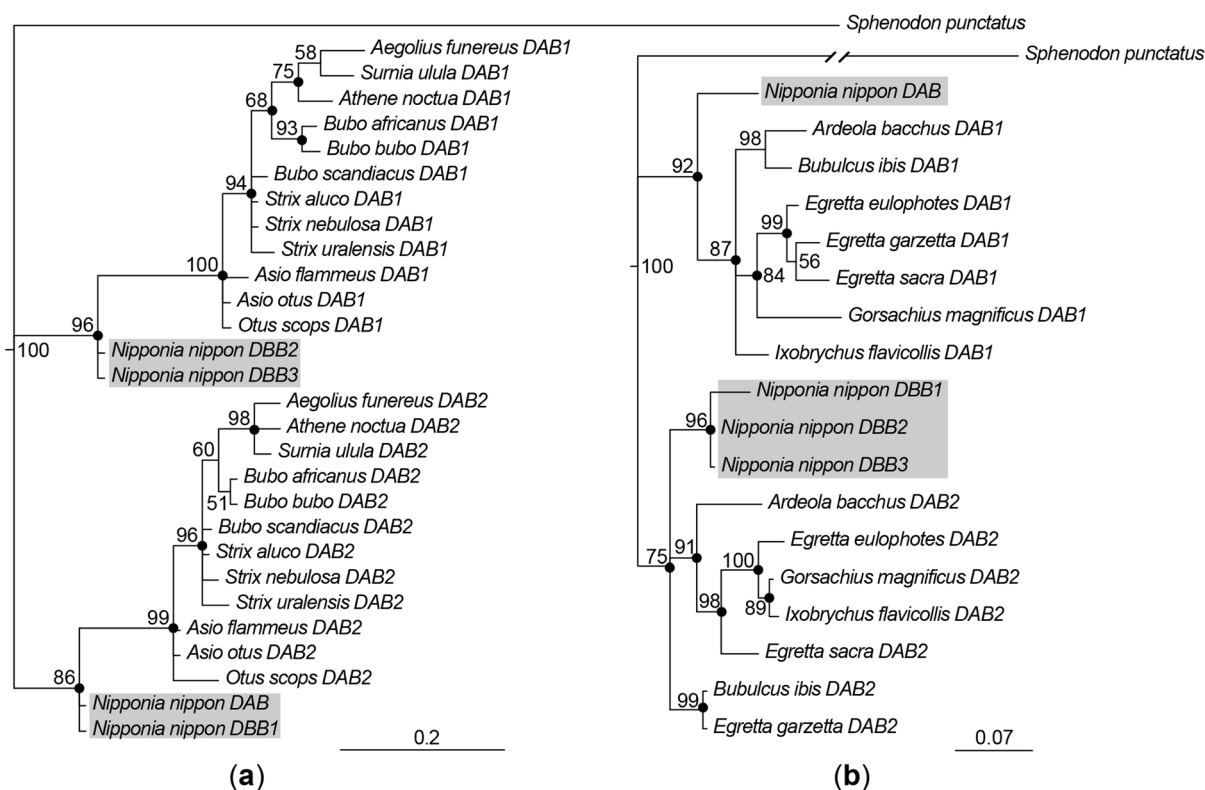 Sphenodon punctatus
Aegolius funereus DAB1
58
Surnia ulula DAB1
75
Athene noctua DAB1
68
Bubo africanus DAB1
93
Bubo bubo DAB1
Bubo scandiacus DAB1
94
Strix aluco DAB1
Strix nebulosa DAB1
Strix uralensis DAB1
100
Asio flammeus DAB1
Asio otus DAB1
Otus scops DAB1
96
Nipponia nippon DBB2
100
Nipponia nippon DBB3
Aegolius funereus DAB2
98
Athene noctua DAB2
Surnia ulula DAB2
60
Bubo africanus DAB2
51
Bubo bubo DAB2
Bubo scandiacus DAB2
96
Strix aluco DAB2
Strix nebulosa DAB2
Strix uralensis DAB2
99
Asio flammeus DAB2
Asio otus DAB2
Otus scops DAB2
86
Nipponia nippon DAB
Nipponia nippon DBB1
0.2
(a)
Sphenodon punctatus
Nipponia nippon DAB
Ardeola bacchus DAB1
98
Bubulcus ibis DAB1
92
Egretta eulophotes DAB1
99
Egretta garzetta DAB1
87
56
84
Egretta sacra DAB1
100
Gorsachius magnificus DAB1
Ixobrychus flavicollis DAB1
Nipponia nippon DBB1
96
Nipponia nippon DBB2
Nipponia nippon DBB3
Ardeola bacchus DAB2
Egretta eulophotes DAB2
91
75
100
Gorsachius magnificus DAB2
98
89
Ixobrychus flavicollis DAB2
Egretta sacra DAB2
Bubulcus ibis DAB2
99
Egretta garzetta DAB2
0.07
(b)